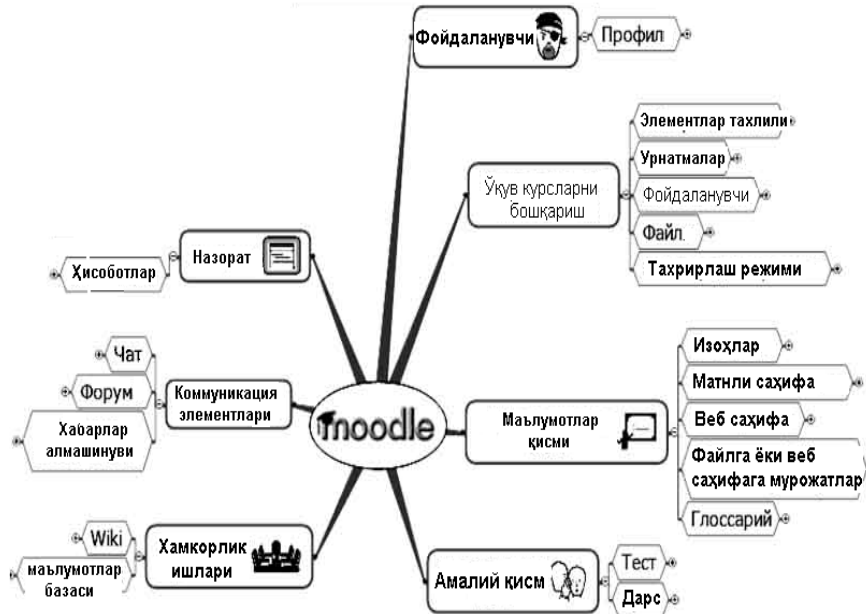 Фойдаланувчи
Профил
Ўқув курсларни
бошқариш
Элементлар тахлили
Урнатмалар
Фойдаланувчи
Файл.
Тахрирлаш режими
Назорат
Ҳисоботлар
Коммуникация
элементлари
Чат
Форум
Хабарлар
алмашинуви
moodle
Маълумотлар
қисми
Изоҳлар
Матнли саҳифа
Веб саҳифа
Файлга ёки веб
саҳифага мурожатлар
Глоссарий
Хамкорлик
ишлари
Wiki
маълумотлар
базаси
Амалий қисм
Тест
Дарс